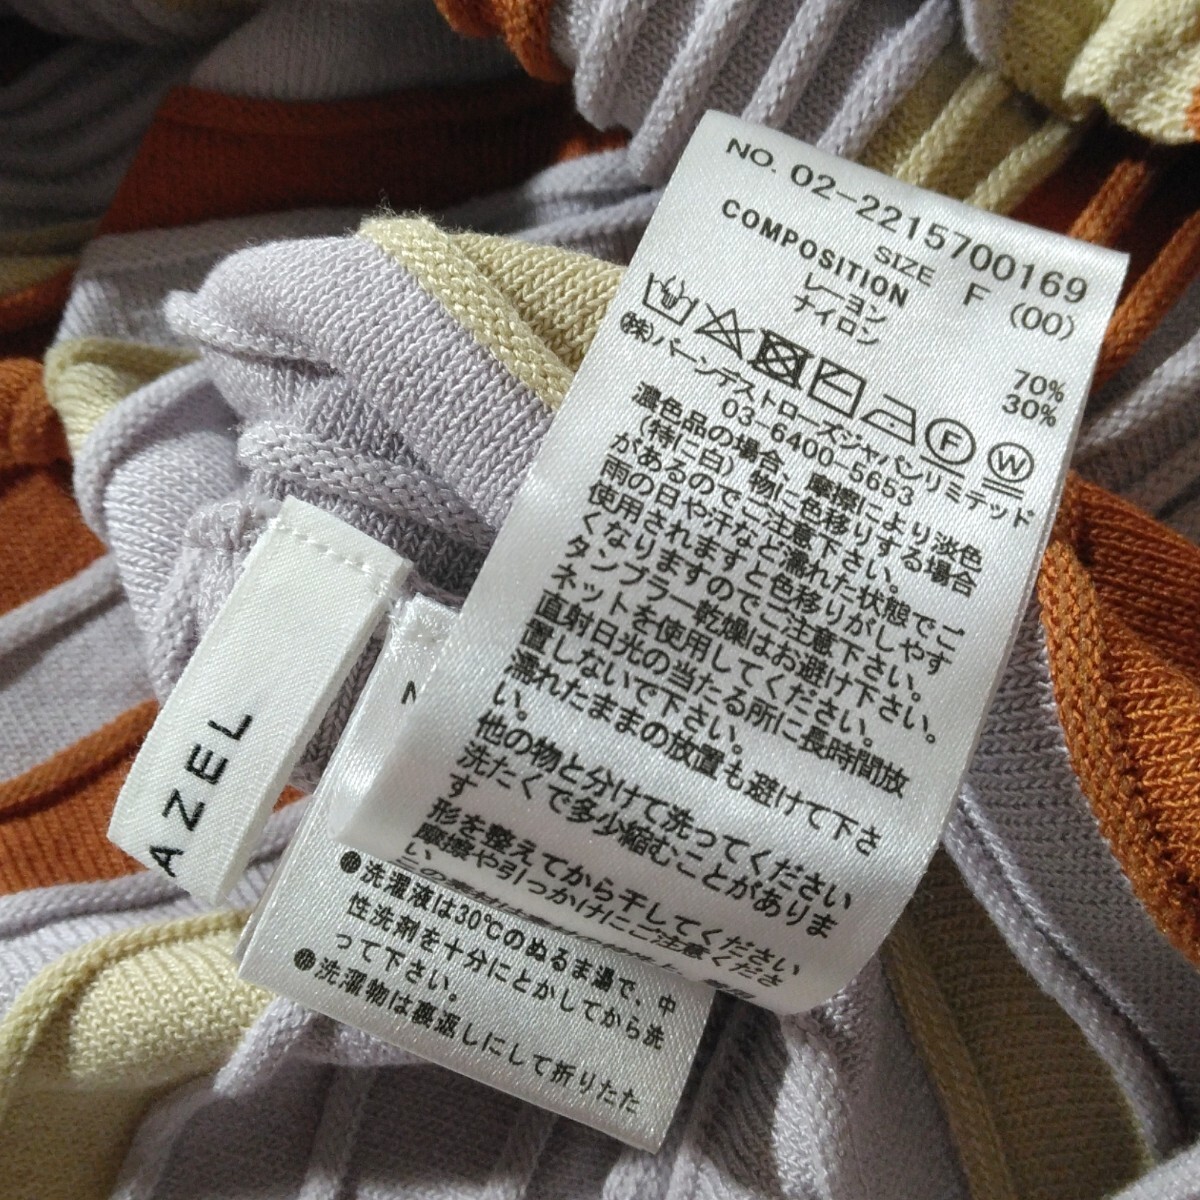 NO. 02-2215700169
SIZE F (00)
COMPOSITION
レーヨン 70%
ナイロン 30%
F W
㈱バーンデストローズジャパンリミテッド
03-6400-5653
濃色品の場合、摩擦により淡色
(特に白)物に色移りする場合
があるのでご注意下さい。
雨の日や汗など濡れた状態でご
使用されますと色移りがしやす
くなりますのでご注意下さい。
タンブラー乾燥はお避け下さい。
ネットを使用してください。
直射日光の当たる所に長時間放
置しないで下さい。
濡れたままの放置も避けて下さ
い。
他の物と分けて洗ってください
洗たくで多少縮むことがありま
す
形を整えてから干してください
摩擦や引っかけにご注意くださ
い
AZEL
●洗濯液は30℃のぬるま湯で、中
性洗剤を十分にとかしてから洗
って下さい。
●洗濯物は裏返しにして折りたた